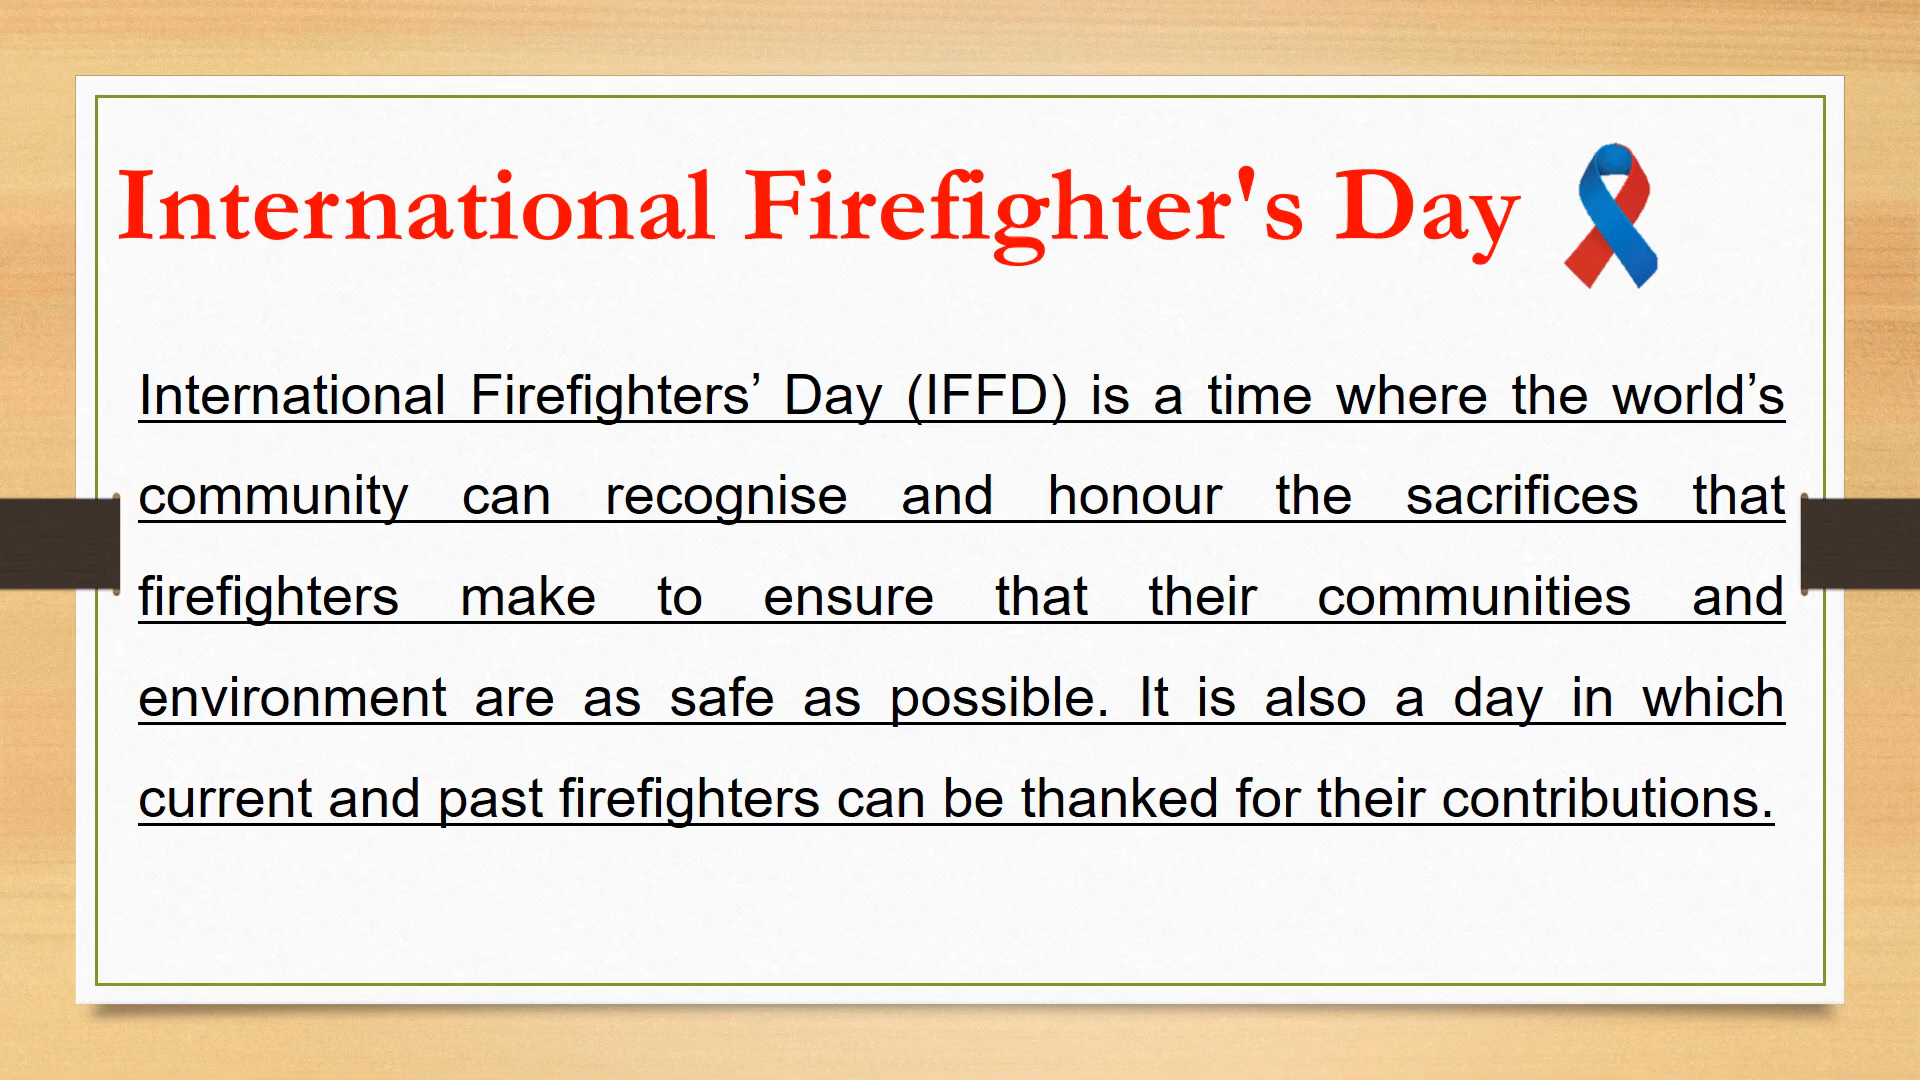 International Firefighter's Day
International Firefighters’ Day (IFFD) is a time where the world’s
community can recognise and honour the sacrifices that
firefighters make to ensure that their communities and
environment are as safe as possible. It is also a day in which
current and past firefighters can be thanked for their contributions.